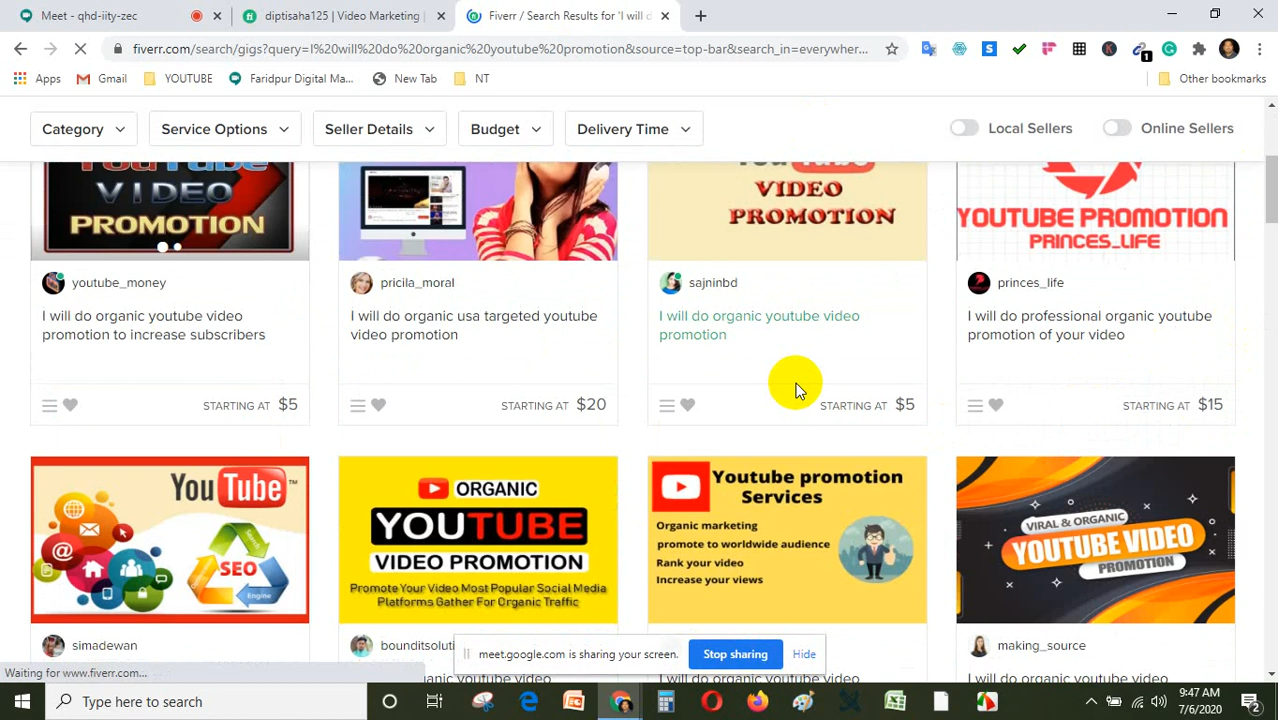 Meet - qhd-iity-zec
diptisaha125 | Video Marketing |
Fiverr / Search Results for 'I will d
fiverr.com/search/gigs?query=I%20will%20do%20organic%20youtube%20promotion&source=top-bar&search_in=everywher...
Apps
Gmail
YOUTUBE
Faridpur Digital Ma...
New Tab
NT
Other bookmarks
Category
Service Options
Seller Details
Budget
Delivery Time
Local Sellers
Online Sellers
YouTube
VIDEO
PROMOTION
YouTube
VIDEO
PROMOTION
YOUTUBE PROMOTION
PRINCES_LIFE
youtube_money
I will do organic youtube video
promotion to increase subscribers
STARTING AT $5
pricila_moral
I will do organic usa targeted youtube
video promotion
STARTING AT $20
sajninbd
I will do organic youtube video
promotion
STARTING AT $5
princes_life
I will do professional organic youtube
promotion of your video
STARTING AT $15
YouTube
SEO
Engine
ORGANIC
YOUTUBE
VIDEO PROMOTION
Promote Your Video Most Popular Social Media
Platforms Gather For Organic Traffic
Youtube promotion
Services
Organic marketing
promote to worldwide audience
Rank your video
Increase your views
VIRAL & ORGANIC
YOUTUBE VIDEO
PROMOTION
simadewan
bounditsoluti
making_source
meet.google.com is sharing your screen.
Stop sharing
Hide
Waiting for www.fiverr.com...
Type here to search
9:47 AM
7/6/2020
2